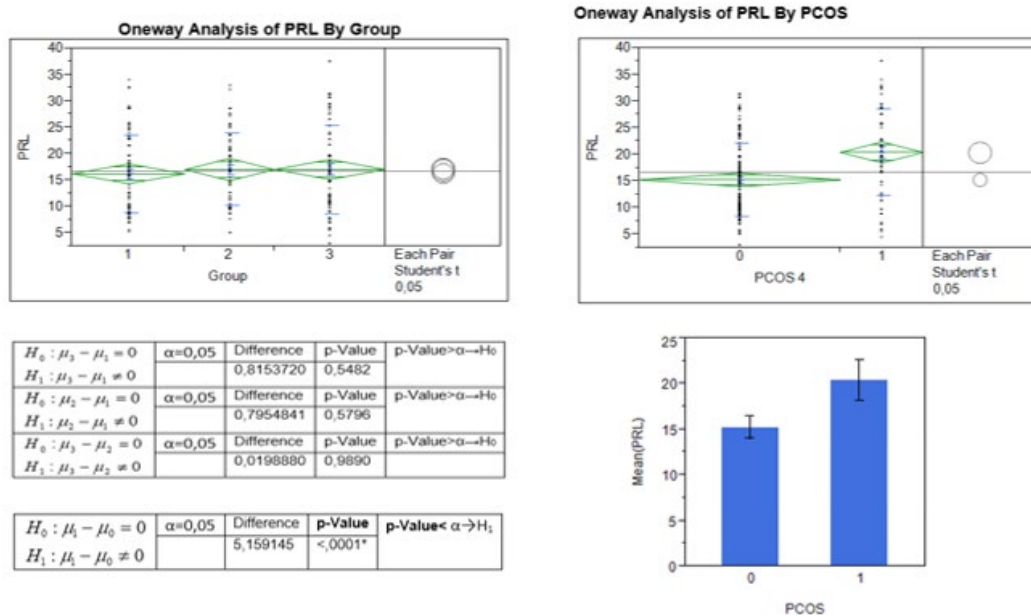 Oneway Analysis of PRL By Group
40
35
30
25
20
15
10
5
PRL
1 2 3
Group
Each Pair
Student's t
0,05
Oneway Analysis of PRL By PCOS
40
35
30
25
20
15
10
5
PRL
0 1
PCOS 4
Each Pair
Student's t
0,05
H₀ : μ₃ − μ₁ = 0 α=0,05 Difference p-Value p-Value>α→H₀
H₁ : μ₃ − μ₁ ≠ 0 0,8153720 0,5482
H₀ : μ₂ − μ₁ = 0 α=0,05 Difference p-Value p-Value>α→H₀
H₁ : μ₂ − μ₁ ≠ 0 0,7954841 0,5796
H₀ : μ₃ − μ₂ = 0 α=0,05 Difference p-Value p-Value>α→H₀
H₁ : μ₃ − μ₂ ≠ 0 0,0198880 0,9890
H₀ : μ₁ − μ₀ = 0 α=0,05 Difference p-Value p-Value< α→H₁
H₁ : μ₁ − μ₀ ≠ 0 5,159145 <,0001*
25
20
15
10
5
0
Mean(PRL)
0 1
PCOS